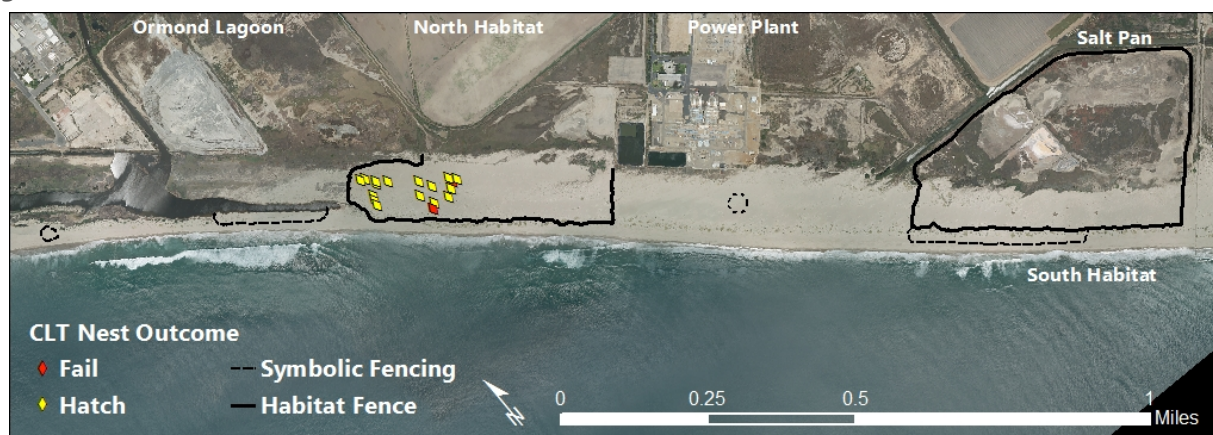 Ormond Lagoon
North Habitat
Power Plant
Salt Pan
South Habitat
CLT Nest Outcome
Fail
Symbolic Fencing
Hatch
Habitat Fence
N
0 0.25 0.5 1
Miles